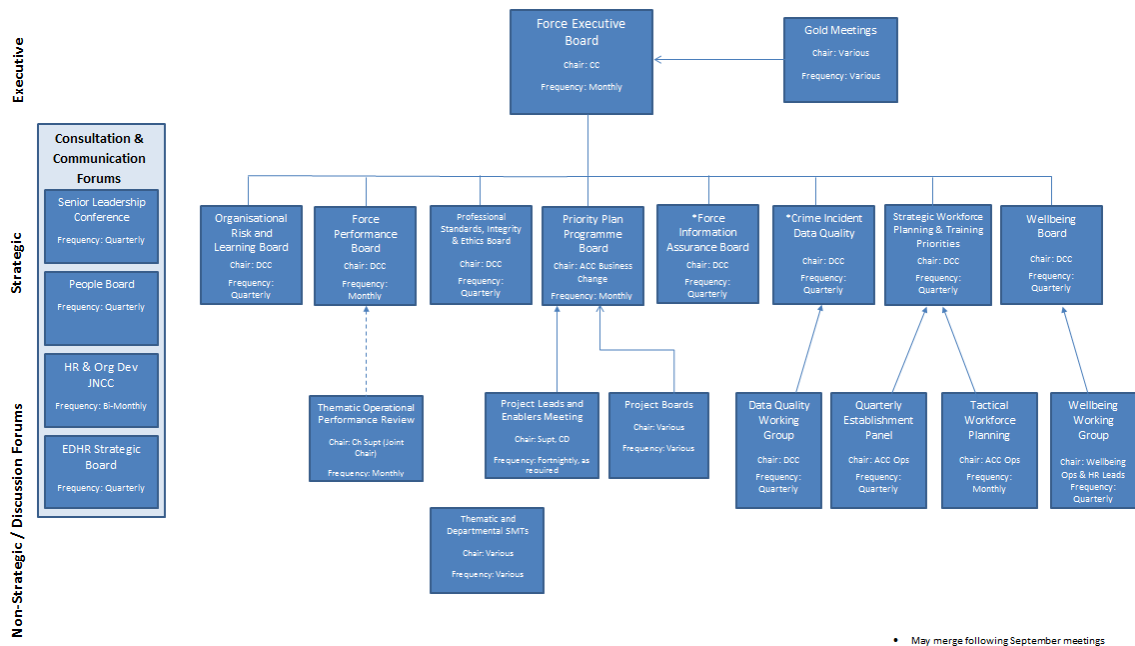 Executive
Force Executive
Board
Chair: CC
Frequency: Monthly
Gold Meetings
Chair: Various
Frequency: Various
Consultation &
Communication
Forums
Senior Leadership
Conference
Frequency: Quarterly
People Board
Frequency: Quarterly
HR & Org Dev
JNCC
Frequency: Bi-Monthly
EDHR Strategic
Board
Frequency: Quarterly
Strategic
Organisational
Risk and
Learning Board
Chair: DCC
Frequency:
Quarterly
Force
Performance
Board
Chair: DCC
Frequency:
Monthly
Professional
Standards, Integrity
& Ethics Board
Chair: DCC
Frequency:
Quarterly
Priority Plan
Programme
Board
Chair: ACC Business
Change
Frequency: Monthly
*Force
Information
Assurance Board
Chair: DCC
Frequency:
Quarterly
*Crime Incident
Data Quality
Chair: DCC
Frequency:
Quarterly
Strategic Workforce
Planning & Training
Priorities
Chair: DCC
Frequency:
Quarterly
Wellbeing
Board
Chair: DCC
Frequency:
Quarterly
Non-Strategic / Discussion Forums
Thematic Operational
Performance Review
Chair: Ch Supt (Joint
Chair)
Frequency: Monthly
Project Leads and
Enablers Meeting
Chair: Supt, CD
Frequency: Fortnightly, as
required
Project Boards
Chair: Various
Frequency: Various
Data Quality
Working
Group
Chair: DCC
Frequency:
Quarterly
Quarterly
Establishment
Panel
Chair: ACC Ops
Frequency:
Quarterly
Tactical
Workforce
Planning
Chair: ACC Ops
Frequency:
Monthly
Wellbeing
Working
Group
Chair: Wellbeing
Ops & HR Leads
Frequency:
Quarterly
Thematic and
Departmental SMTs
Chair: Various
Frequency: Various
• May merge following September meetings